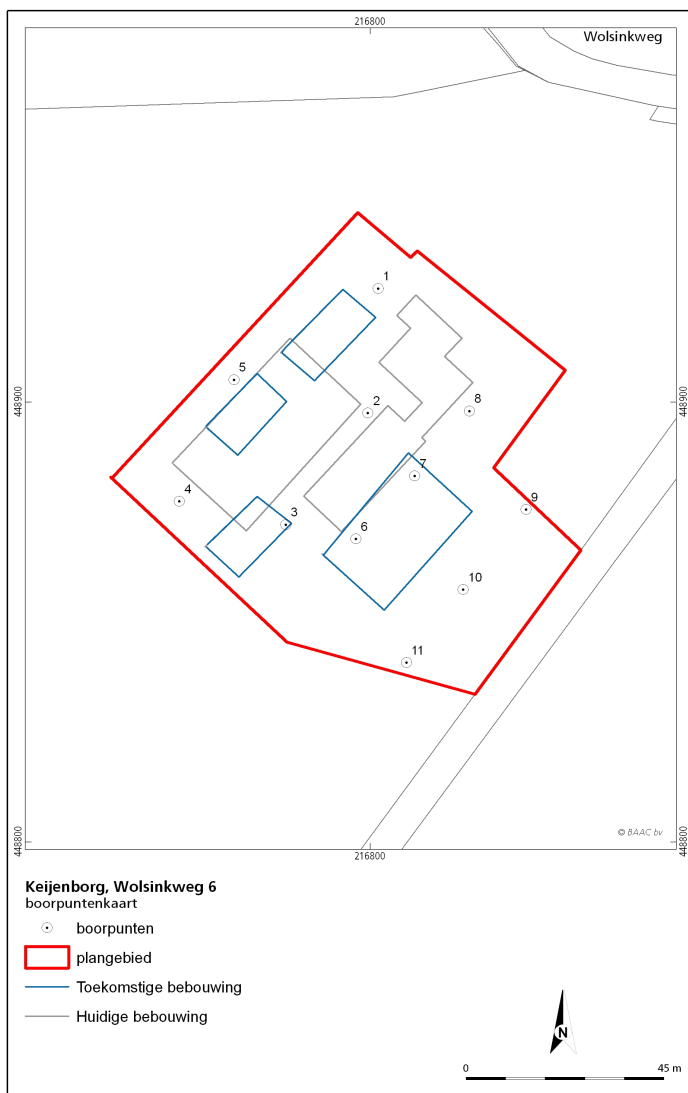 216800
Wolsinkweg
1
5
2
8
448900
448900
7
4
9
3
6
10
11
448800
448800
© BAAC bv
216800
Keijenborg, Wolsinkweg 6
boorpuntenkaart
boorpunten
plangebied
Toekomstige bebouwing
Huidige bebouwing
N
0 45 m